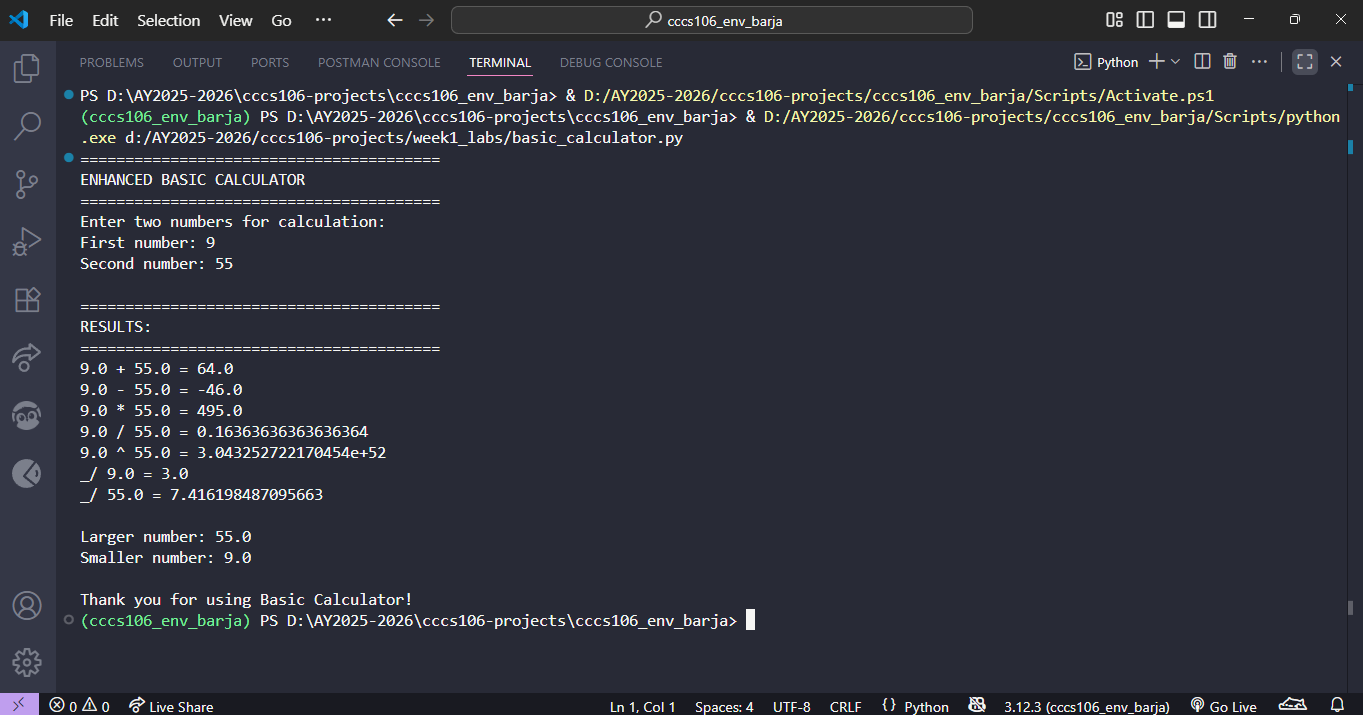 File Edit Selection View Go ··· cccs106_env_barja
PROBLEMS OUTPUT PORTS POSTMAN CONSOLE TERMINAL DEBUG CONSOLE Python
PS D:\AY2025-2026\cccs106-projects\cccs106_env_barja> & D:/AY2025-2026/cccs106-projects/cccs106_env_barja/Scripts/Activate.ps1
(cccs106_env_barja) PS D:\AY2025-2026\cccs106-projects\cccs106_env_barja> & D:/AY2025-2026/cccs106-projects/cccs106_env_barja/Scripts/python
.exe d:/AY2025-2026/cccs106-projects/week1_labs/basic_calculator.py
========================================
ENHANCED BASIC CALCULATOR
========================================
Enter two numbers for calculation:
First number: 9
Second number: 55
========================================
RESULTS:
========================================
9.0 + 55.0 = 64.0
9.0 - 55.0 = -46.0
9.0 * 55.0 = 495.0
9.0 / 55.0 = 0.16363636363636364
9.0 ^ 55.0 = 3.043252722170454e+52
_/ 9.0 = 3.0
_/ 55.0 = 7.416198487095663
Larger number: 55.0
Smaller number: 9.0
Thank you for using Basic Calculator!
(cccs106_env_barja) PS D:\AY2025-2026\cccs106-projects\cccs106_env_barja>
0 0 Live Share Ln 1, Col 1 Spaces: 4 UTF-8 CRLF {} Python 3.12.3 (cccs106_env_barja) Go Live